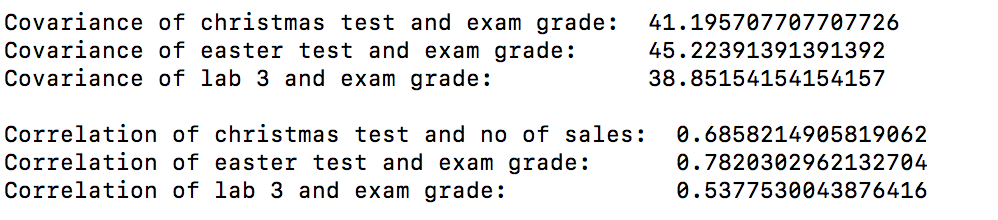 Covariance of christmas test and exam grade: 41.195707707707726
Covariance of easter test and exam grade: 45.22391391391392
Covariance of lab 3 and exam grade: 38.85154154154157
Correlation of christmas test and no of sales: 0.6858214905819062
Correlation of easter test and exam grade: 0.7820302962132704
Correlation of lab 3 and exam grade: 0.5377530043876416